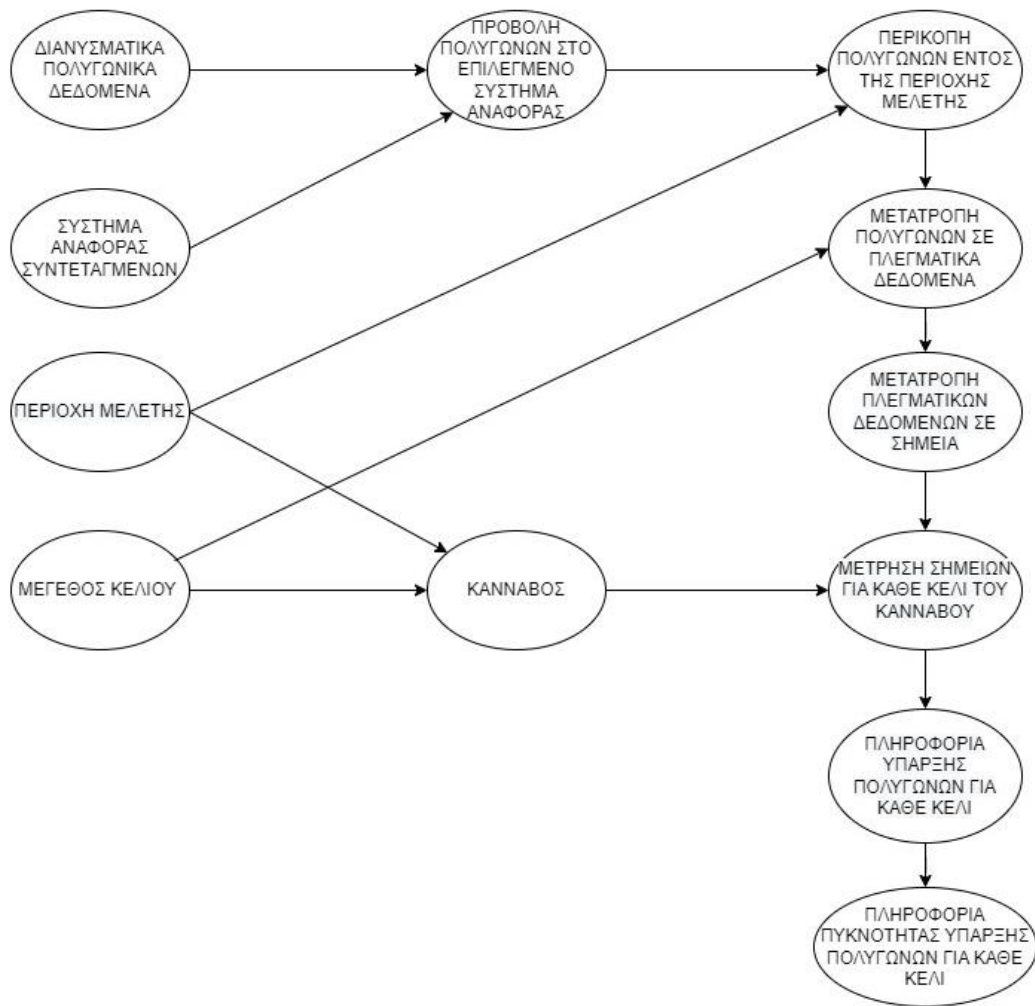 ΔΙΑΝΥΣΜΑΤΙΚΑ
ΠΟΛΥΓΩΝΙΚΑ
ΔΕΔΟΜΕΝΑ
ΠΡΟΒΟΛΗ
ΠΟΛΥΓΩΝΩΝ ΣΤΟ
ΕΠΙΛΕΓΜΕΝΟ
ΣΥΣΤΗΜΑ
ΑΝΑΦΟΡΑΣ
ΠΕΡΙΚΟΠΗ
ΠΟΛΥΓΩΝΩΝ ΕΝΤΟΣ
ΤΗΣ ΠΕΡΙΟΧΗΣ
ΜΕΛΕΤΗΣ
ΣΥΣΤΗΜΑ
ΑΝΑΦΟΡΑΣ
ΣΥΝΤΕΤΑΓΜΕΝΩΝ
ΜΕΤΑΤΡΟΠΗ
ΠΟΛΥΓΩΝΩΝ ΣΕ
ΠΛΕΓΜΑΤΙΚΑ
ΔΕΔΟΜΕΝΑ
ΠΕΡΙΟΧΗ ΜΕΛΕΤΗΣ
ΜΕΤΑΤΡΟΠΗ
ΠΛΕΓΜΑΤΙΚΩΝ
ΔΕΔΟΜΕΝΩΝ ΣΕ
ΣΗΜΕΙΑ
ΜΕΓΕΘΟΣ ΚΕΛΙΟΥ
ΚΑΝΝΑΒΟΣ
ΜΕΤΡΗΣΗ ΣΗΜΕΙΩΝ
ΓΙΑ ΚΑΘΕ ΚΕΛΙ ΤΟΥ
ΚΑΝΝΑΒΟΥ
ΠΛΗΡΟΦΟΡΙΑ
ΥΠΑΡΞΗΣ
ΠΟΛΥΓΩΝΩΝ ΓΙΑ
ΚΑΘΕ ΚΕΛΙ
ΠΛΗΡΟΦΟΡΙΑ
ΠΥΚΝΟΤΗΤΑΣ ΥΠΑΡΞΗΣ
ΠΟΛΥΓΩΝΩΝ ΓΙΑ ΚΑΘΕ
ΚΕΛΙ